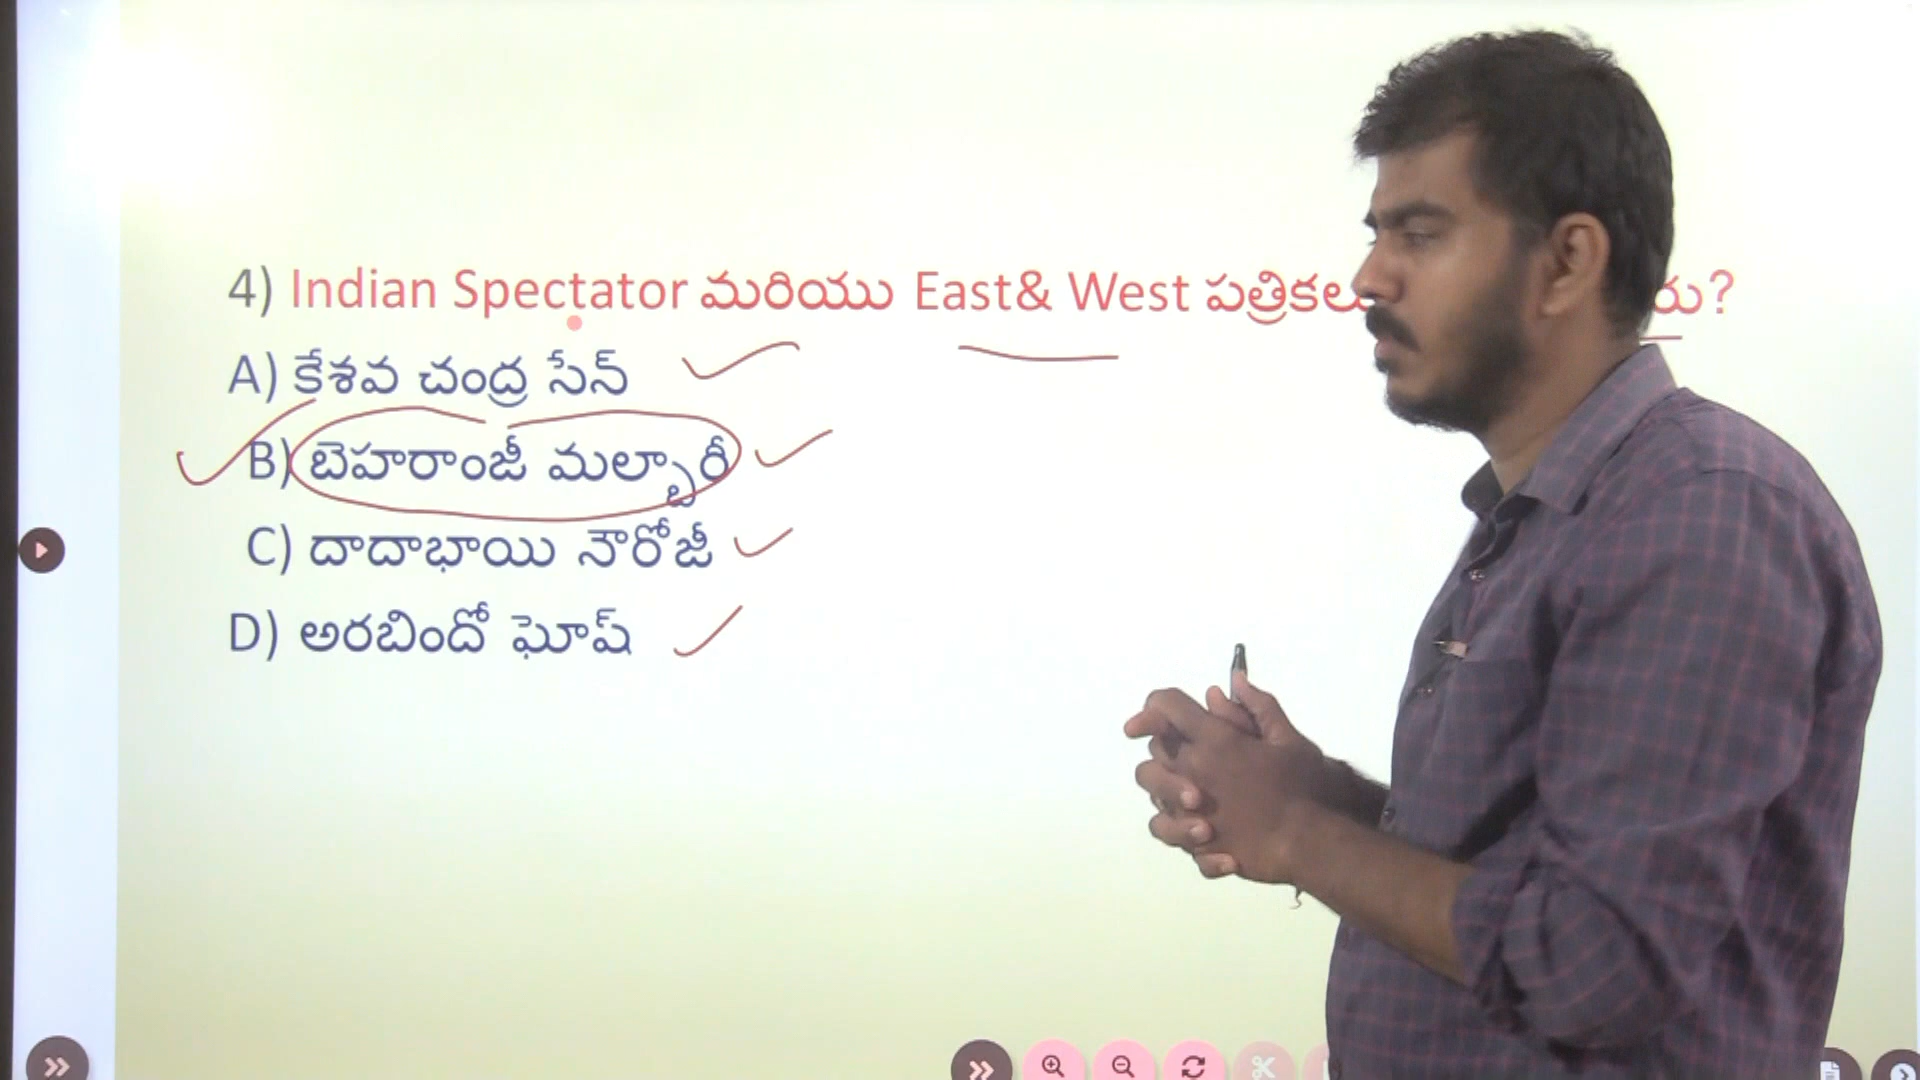 4) Indian Spectator మరియు East& West పత్రికలు రు?
A) కేశవ చంద్ర సేన్
B) బెహరాంజీ మల్బారీ
C) దాదాభాయి నౌరోజీ
D) అరబిందో ఘోష్